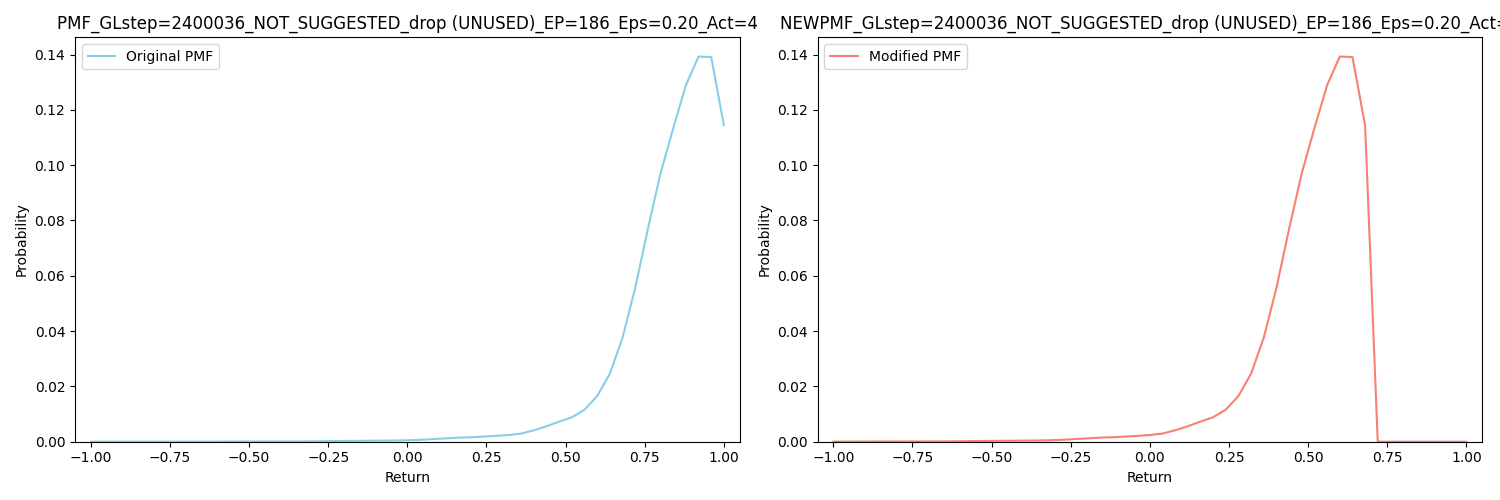 PMF_GLstep=2400036_NOT_SUGGESTED_drop (UNUSED)_EP=186_Eps=0.20_Act=4
Original PMF
Probability
0.14
0.12
0.10
0.08
0.06
0.04
0.02
0.00
−1.00 −0.75 −0.50 −0.25 0.00 0.25 0.50 0.75 1.00
Return
NEWPMF_GLstep=2400036_NOT_SUGGESTED_drop (UNUSED)_EP=186_Eps=0.20_Act=
Modified PMF
Probability
0.14
0.12
0.10
0.08
0.06
0.04
0.02
0.00
−1.00 −0.75 −0.50 −0.25 0.00 0.25 0.50 0.75 1.00
Return